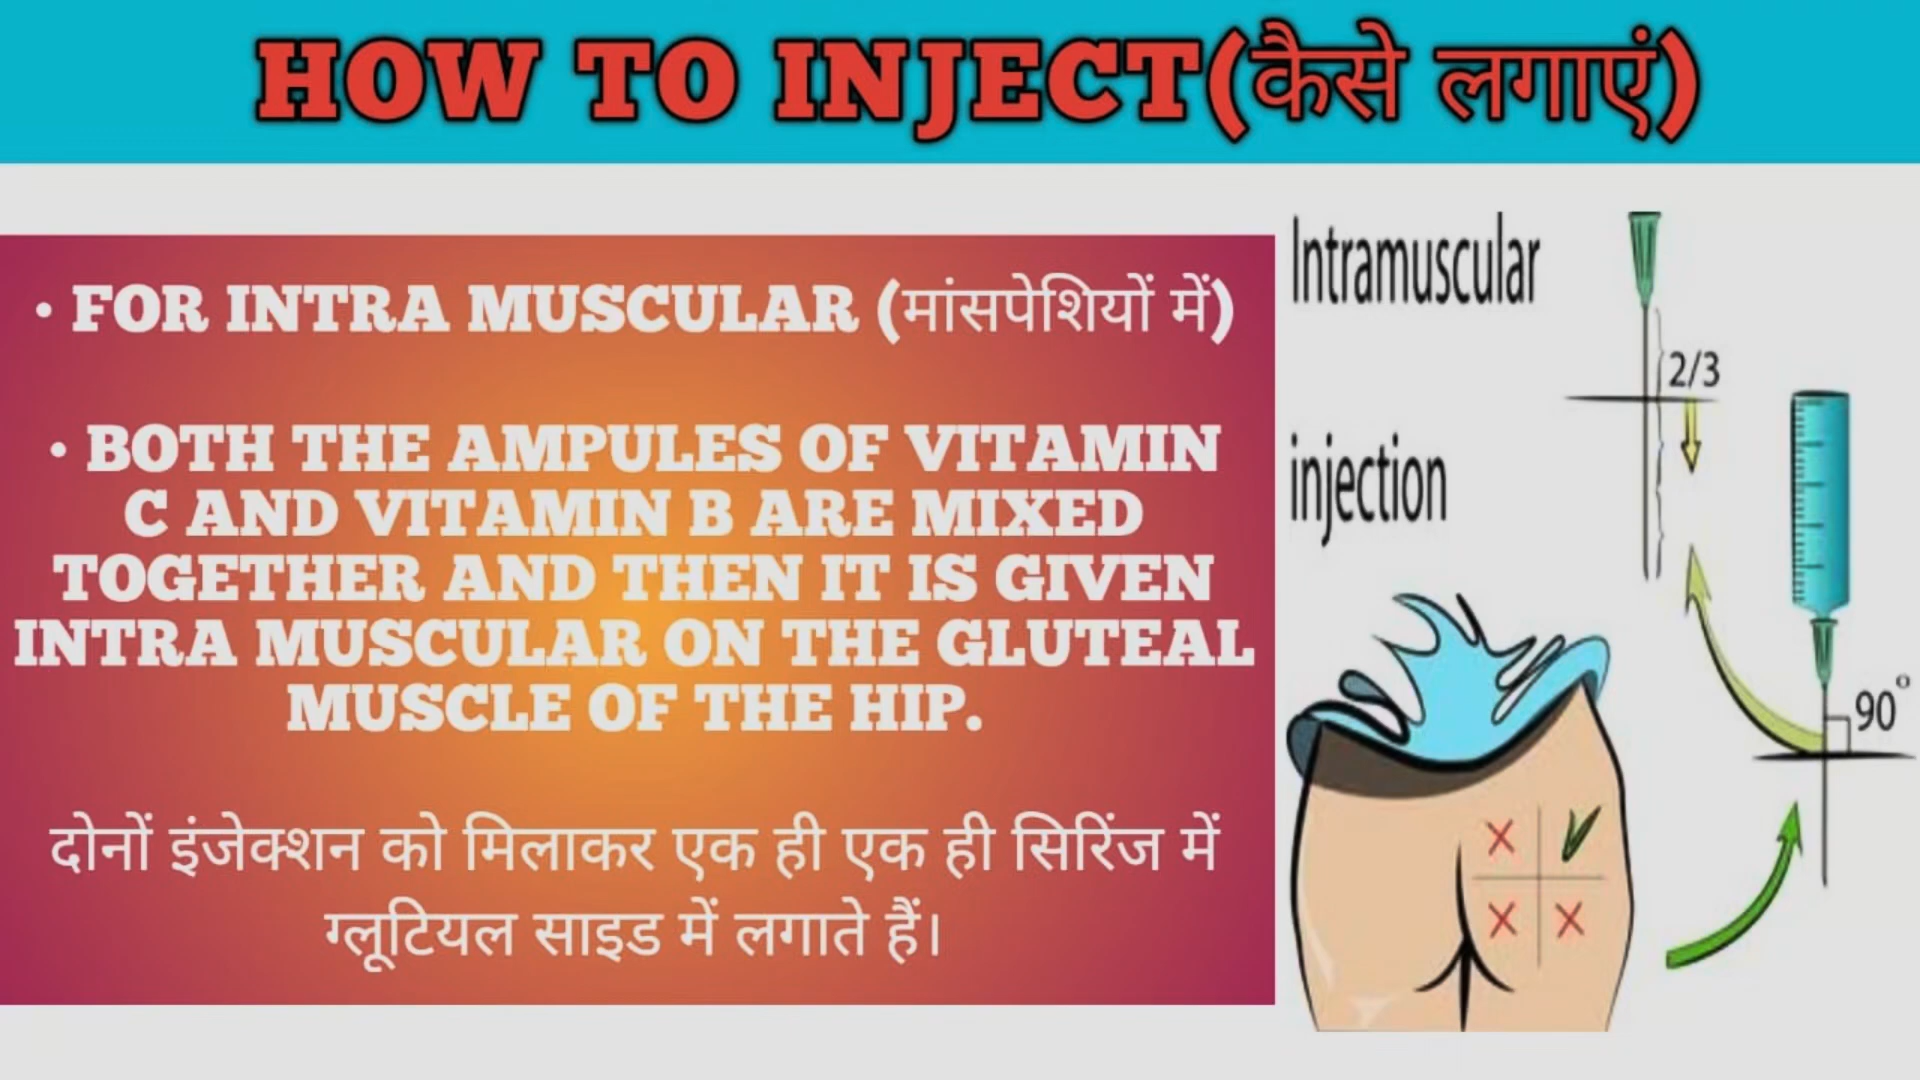 HOW TO INJECT(कैसे लगाएं)
• FOR INTRA MUSCULAR (मांसपेशियों में)
• BOTH THE AMPULES OF VITAMIN
C AND VITAMIN B ARE MIXED
TOGETHER AND THEN IT IS GIVEN
INTRA MUSCULAR ON THE GLUTEAL
MUSCLE OF THE HIP.
दोनों इंजेक्शन को मिलाकर एक ही एक ही सिरिंज में
ग्लूटियल साइड में लगाते हैं।
Intramuscular
injection
2/3
90°